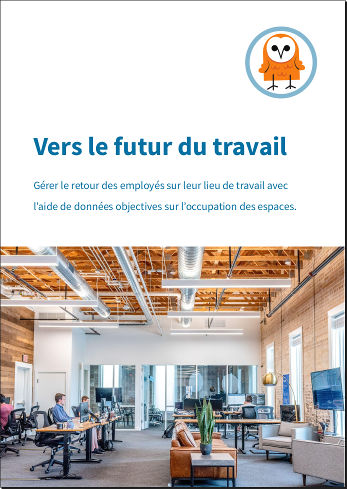 Vers le futur du travail
Gérer le retour des employés sur leur lieu de travail avec
l'aide de données objectives sur l'occupation des espaces.